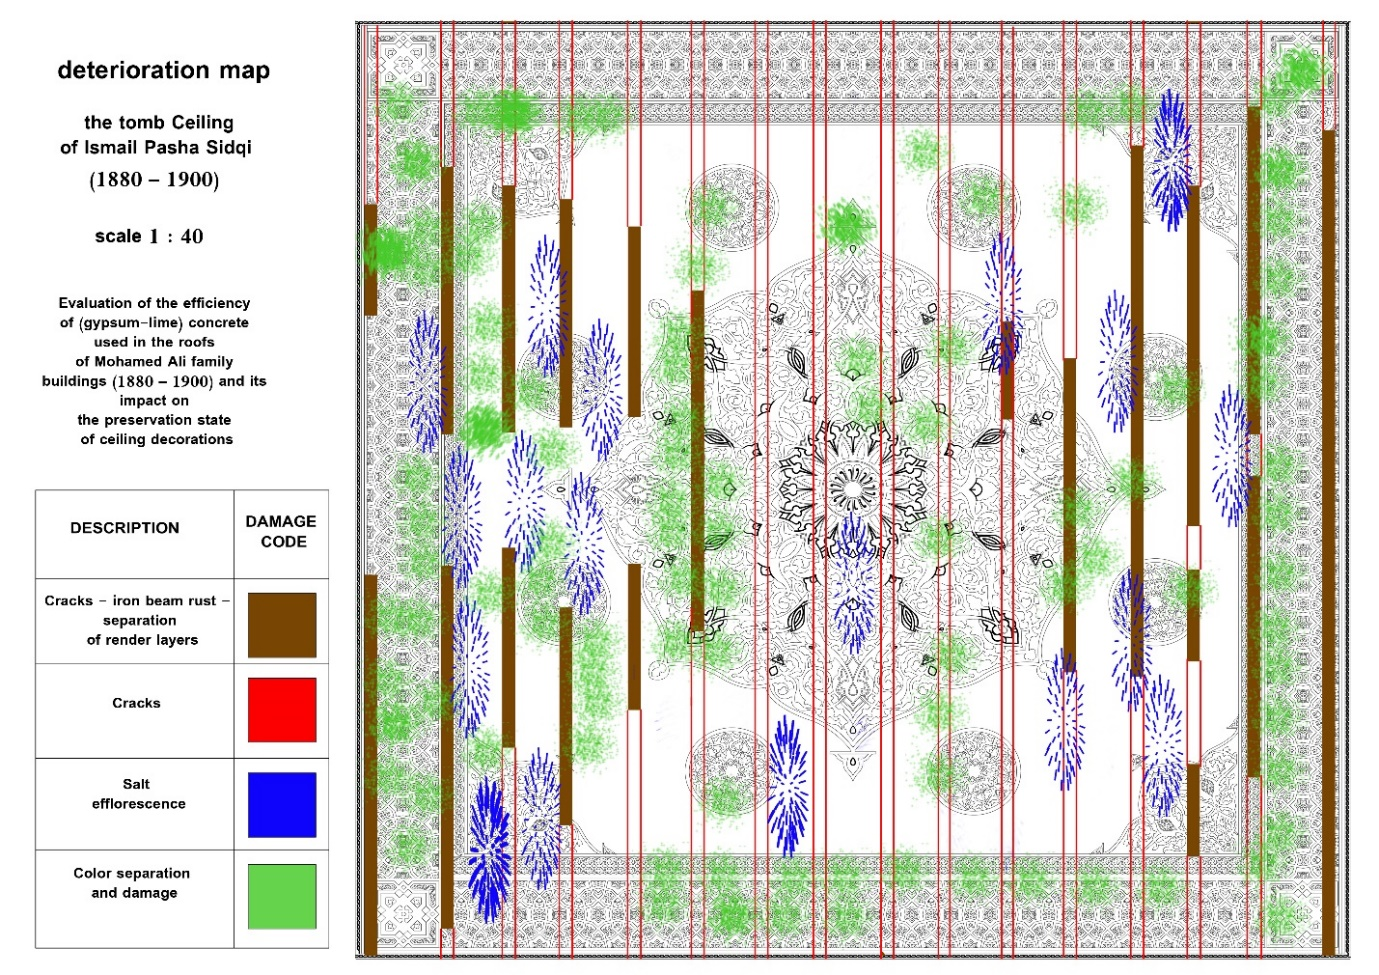 deterioration map
the tomb Ceiling
of Ismail Pasha Sidqi
(1880 – 1900)
scale 1 : 40
Evaluation of the efficiency
of (gypsum–lime) concrete
used in the roofs
of Mohamed Ali family
buildings (1880 – 1900) and its
impact on
the preservation state
of ceiling decorations
DESCRIPTION
DAMAGE
CODE
Cracks – iron beam rust –
separation
of render layers
Cracks
Salt
efflorescence
Color separation
and damage